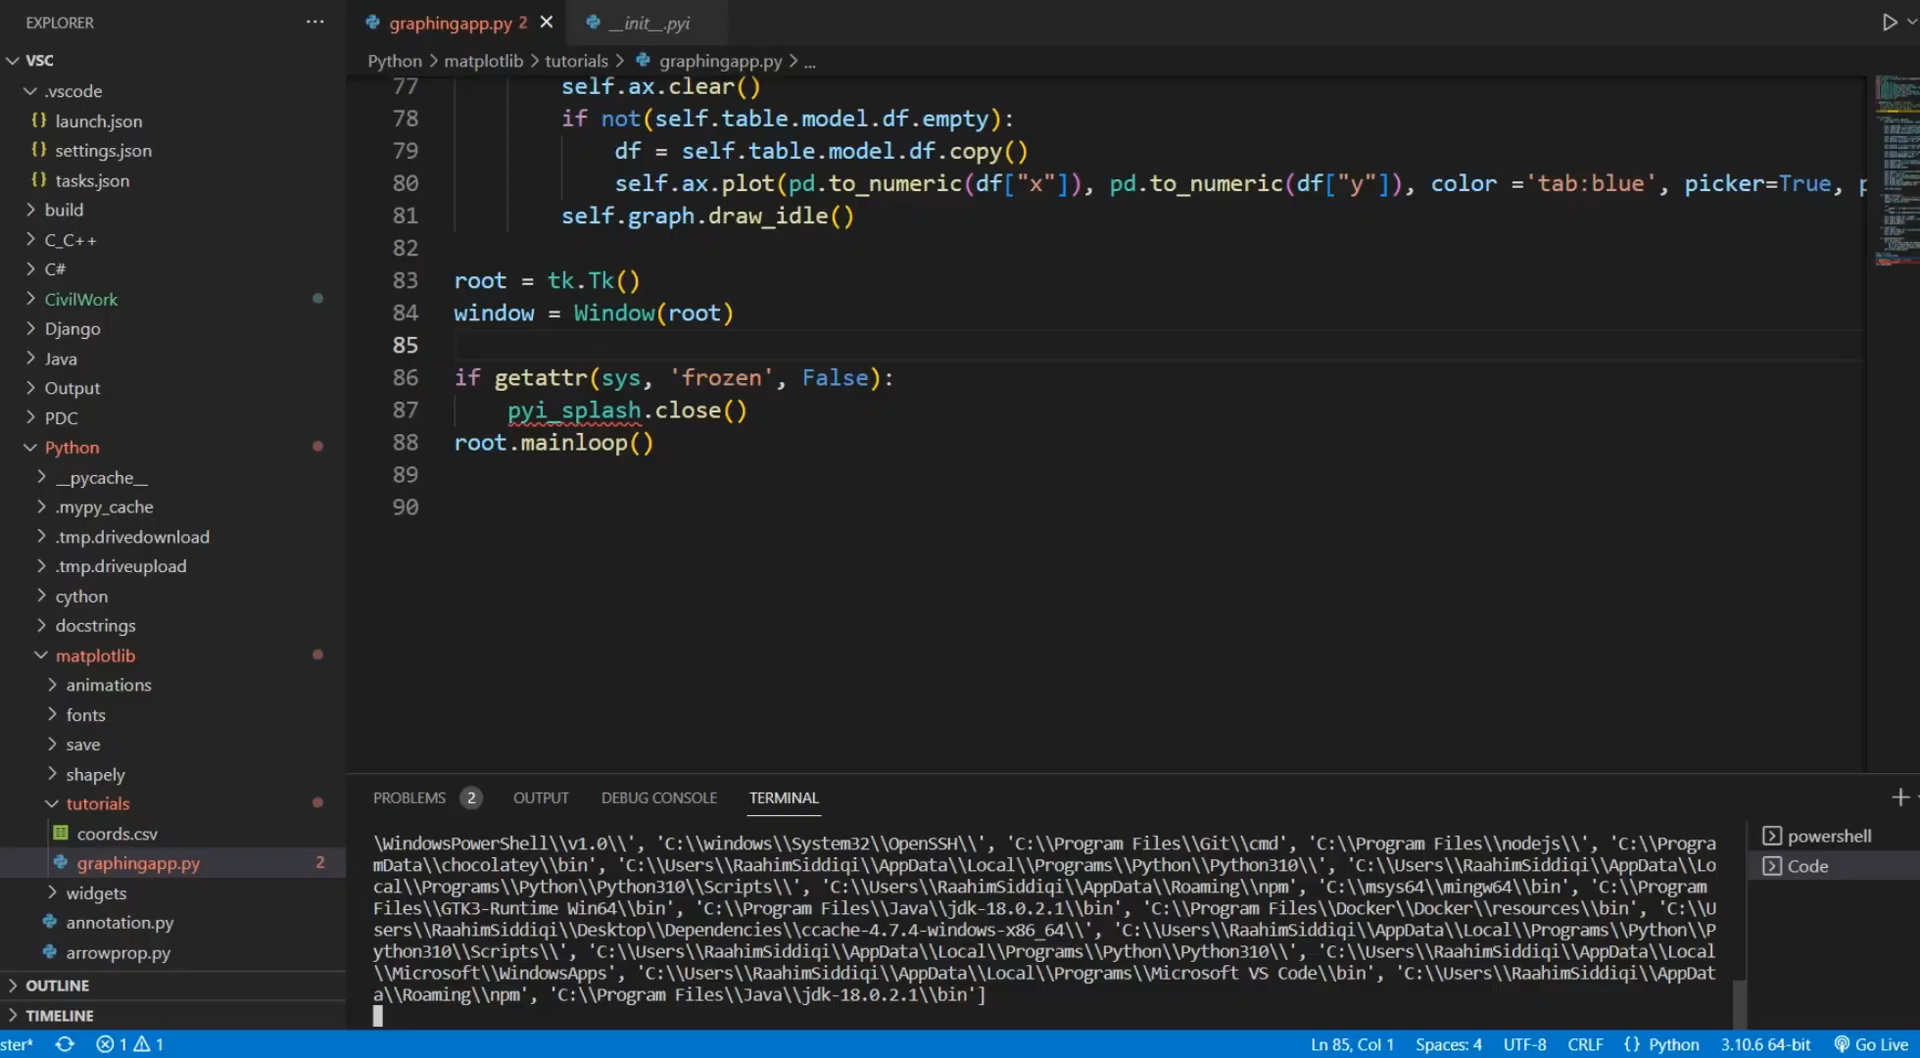 EXPLORER
VSC
.vscode
{} launch.json
{} settings.json
{} tasks.json
build
C_C++
C#
CivilWork
Django
Java
Output
PDC
Python
__pycache__
.mypy_cache
.tmp.drivedownload
.tmp.driveupload
cython
docstrings
matplotlib
animations
fonts
save
shapely
tutorials
coords.csv
graphingapp.py 2
widgets
annotation.py
arrowprop.py
OUTLINE
TIMELINE
graphingapp.py 2
__init__.pyi
Python > matplotlib > tutorials > graphingapp.py > ...
77 self.ax.clear()
78 if not(self.table.model.df.empty):
79 df = self.table.model.df.copy()
80 self.ax.plot(pd.to_numeric(df["x"]), pd.to_numeric(df["y"]), color ='tab:blue', picker=True, p
81 self.graph.draw_idle()
82
83 root = tk.Tk()
84 window = Window(root)
85
86 if getattr(sys, 'frozen', False):
87 pyi_splash.close()
88 root.mainloop()
89
90
PROBLEMS 2 OUTPUT DEBUG CONSOLE TERMINAL
\WindowsPowerShell\\v1.0\\', 'C:\\windows\\System32\\OpenSSH\\', 'C:\\Program Files\\Git\\cmd', 'C:\\Program Files\\nodejs\\', 'C:\\Progra
mData\\chocolatey\\bin', 'C:\\Users\\RaahimSiddiqi\\AppData\\Local\\Programs\\Python\\Python310\\', 'C:\\Users\\RaahimSiddiqi\\AppData\\Lo
cal\\Programs\\Python\\Python310\\Scripts\\', 'C:\\Users\\RaahimSiddiqi\\AppData\\Roaming\\npm', 'C:\\msys64\\mingw64\\bin', 'C:\\Program
Files\\GTK3-Runtime Win64\\bin', 'C:\\Program Files\\Java\\jdk-18.0.2.1\\bin', 'C:\\Program Files\\Docker\\Docker\\resources\\bin', 'C:\\U
sers\\RaahimSiddiqi\\Desktop\\Dependencies\\ccache-4.7.4-windows-x86_64\\', 'C:\\Users\\RaahimSiddiqi\\AppData\\Local\\Programs\\Python\\P
ython310\\Scripts\\', 'C:\\Users\\RaahimSiddiqi\\AppData\\Local\\Programs\\Python\\Python310\\', 'C:\\Users\\RaahimSiddiqi\\AppData\\Local
\\Microsoft\\WindowsApps', 'C:\\Users\\RaahimSiddiqi\\AppData\\Local\\Programs\\Microsoft VS Code\\bin', 'C:\\Users\\RaahimSiddiqi\\AppDat
a\\Roaming\\npm', 'C:\\Program Files\\Java\\jdk-18.0.2.1\\bin']
powershell
Code
ster* 1 1 Ln 85, Col 1 Spaces: 4 UTF-8 CRLF {} Python 3.10.6 64-bit Go Live